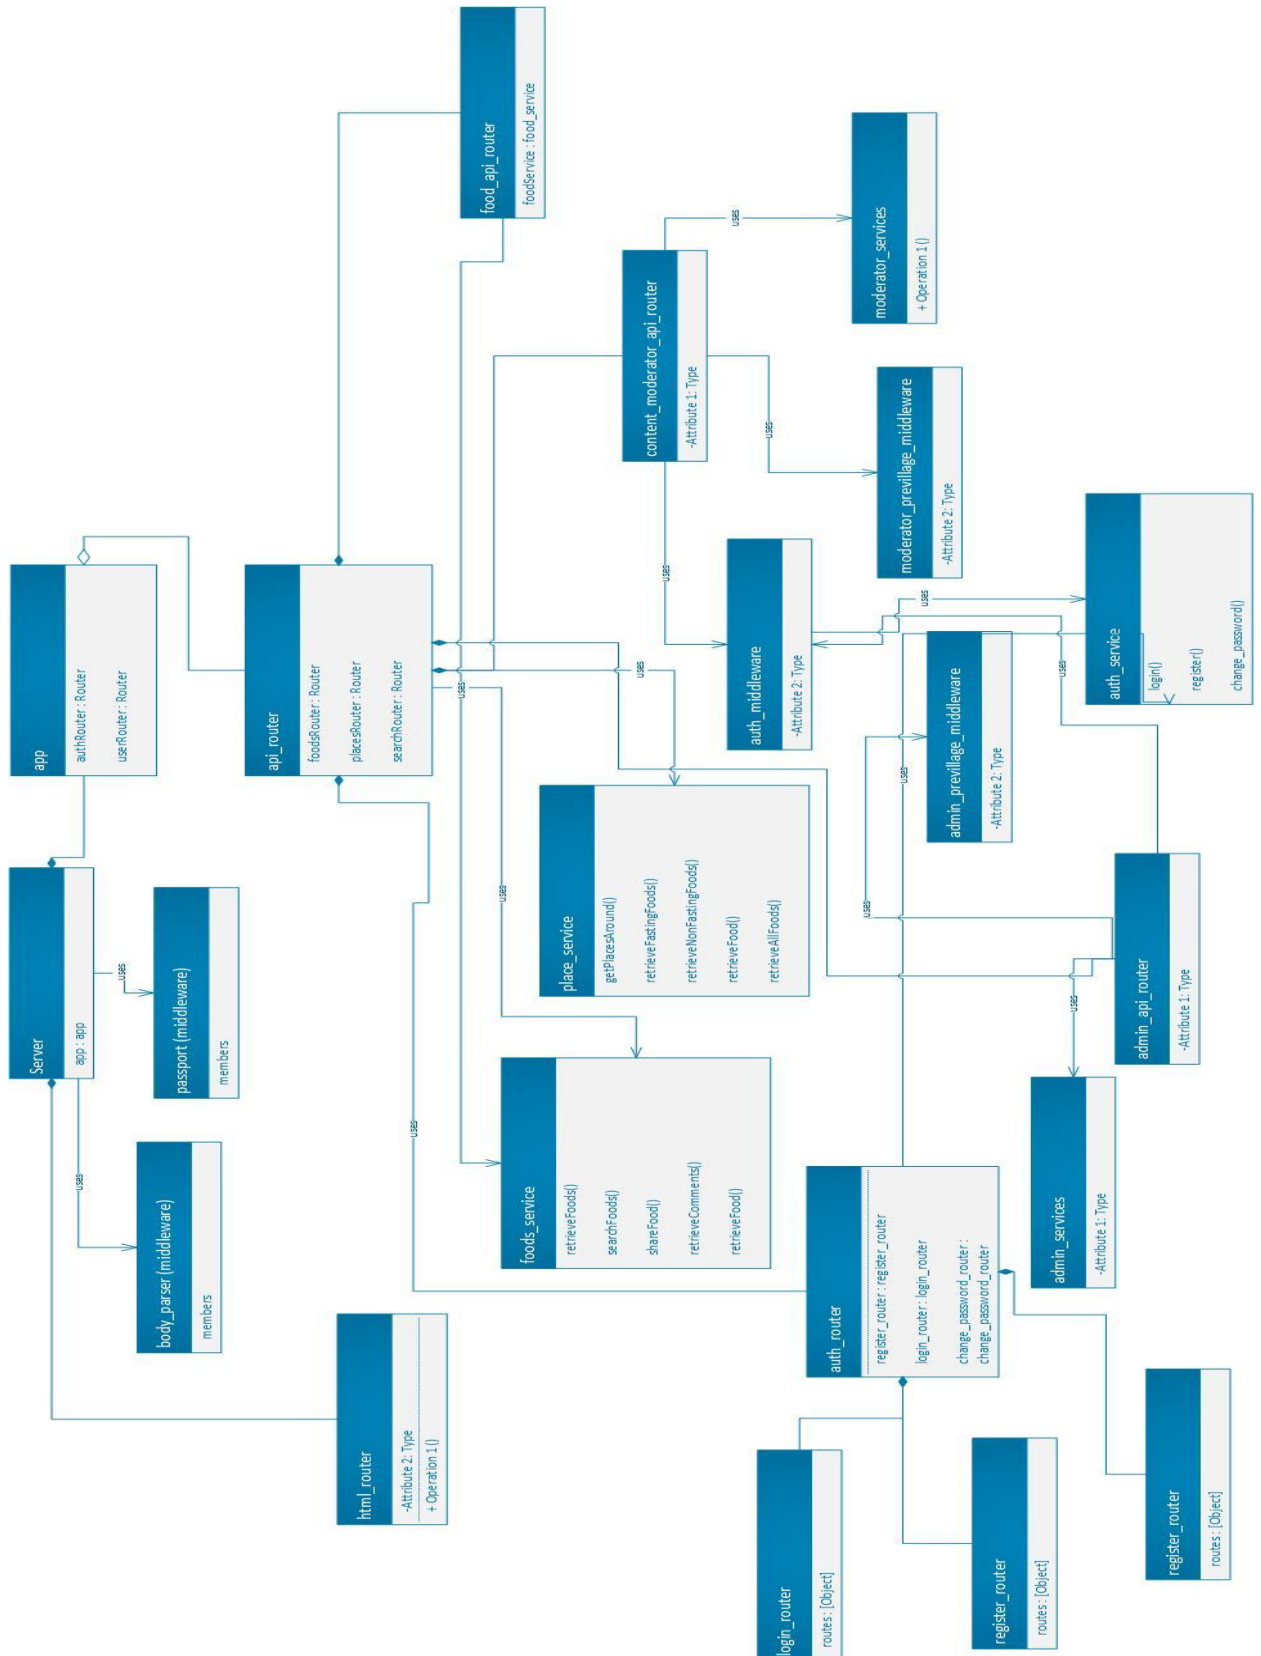 Server
app : app
app
authRouter : Router
userRouter : Router
body_parser (middleware)
members
uses
passport (middleware)
members
uses
html_router
-Attribute 2: Type
+ Operation 1 ()
api_router
foodsRouter : Router
placesRouter : Router
searchRouter : Router
food_api_router
foodService : food_service
uses
foods_service
retrieveFoods()
searchFoods()
shareFood()
retrieveComments()
retrieveFood()
uses
uses
place_service
getPlacesAround()
retrieveFastingFoods()
retrieveNonFastingFoods()
retrieveFood()
retrieveAllFoods()
uses
uses
content_moderator_api_router
-Attribute 1: Type
uses
moderator_services
+ Operation 1 ()
uses
moderator_previllage_middleware
-Attribute 2: Type
uses
auth_middleware
-Attribute 2: Type
uses
auth_service
login()
register()
change_password()
uses
uses
admin_previllage_middleware
-Attribute 2: Type
uses
admin_api_router
-Attribute 1: Type
uses
admin_services
-Attribute 1: Type
auth_router
register_router : register_router
login_router : login_router
change_password_router :
change_password_router
login_router
routes : [Object]
register_router
routes : [Object]
register_router
routes : [Object]